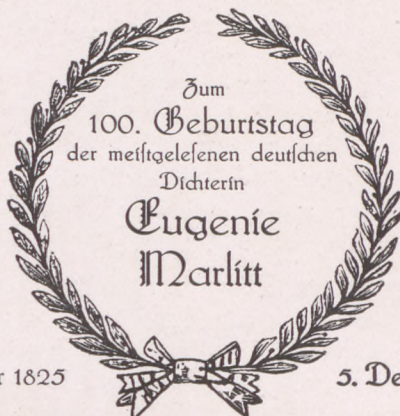 Zum
100. Geburtstag
der meiſtgeleſenen deutſchen
Dichterin
Eugenie
Marlitt
1825
5.